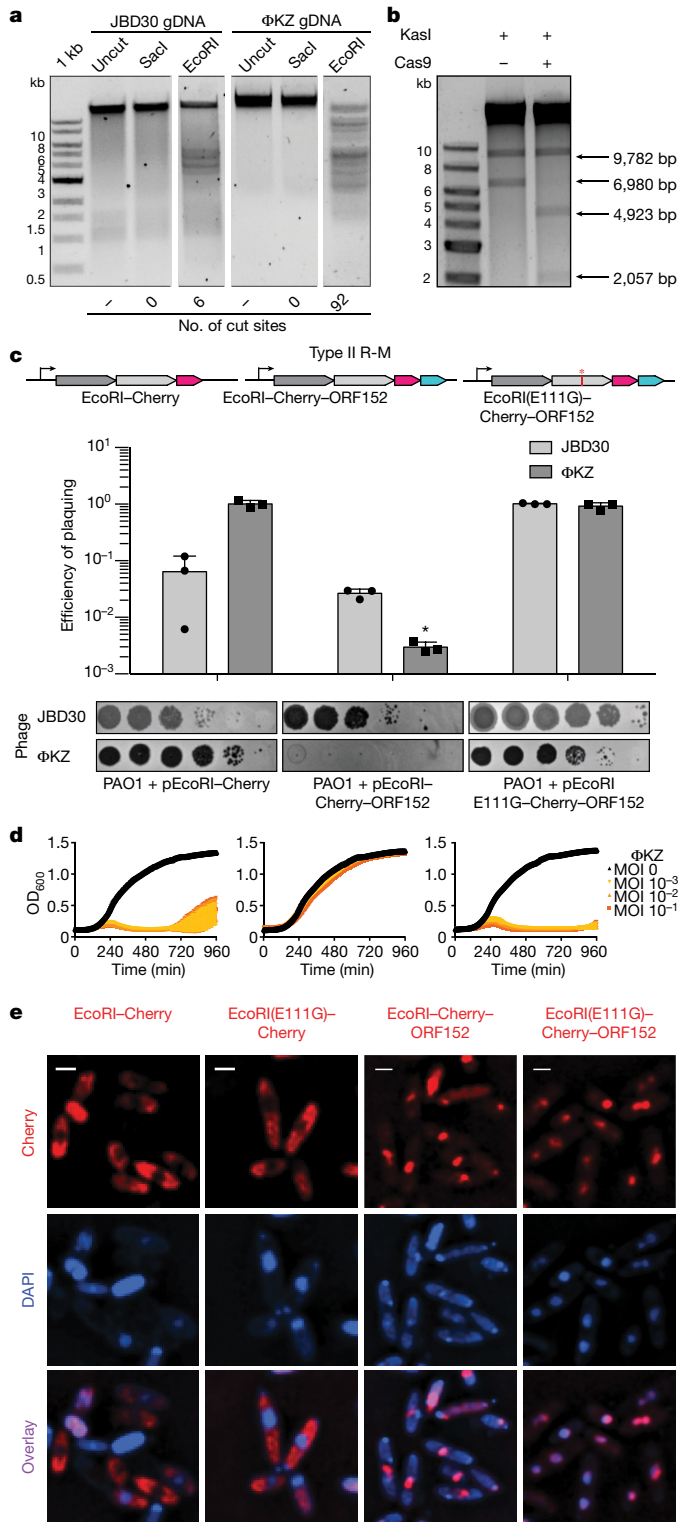 a
JBD30 gDNA
ΦKZ gDNA
1 kb
Uncut
SacI
EcoRI
Uncut
SacI
EcoRI
kb
10
8
6
5
4
3
2
1.5
1
0.5
–
0
6
–
0
92
No. of cut sites
b
KasI + +
Cas9 – +
kb
10
8
6
5
4
3
2
9,782 bp
6,980 bp
4,923 bp
2,057 bp
c
Type II R-M
EcoRI–Cherry
EcoRI–Cherry–ORF152
*
EcoRI(E111G)–
Cherry–ORF152
Efficiency of plaquing
10¹
10⁰
10⁻¹
10⁻²
10⁻³
JBD30
ΦKZ
*
Phage
JBD30
ΦKZ
PAO1 + pEcoRI–Cherry
PAO1 + pEcoRI–
Cherry–ORF152
PAO1 + pEcoRI
E111G–Cherry–ORF152
d
OD₆₀₀
1.5
1.0
0.5
0
0 240 480 720 960
Time (min)
1.5
1.0
0.5
0
0 240 480 720 960
Time (min)
1.5
1.0
0.5
0
0 240 480 720 960
Time (min)
ΦKZ
MOI 0
MOI 10⁻³
MOI 10⁻²
MOI 10⁻¹
e
EcoRI–Cherry
EcoRI(E111G)–
Cherry
EcoRI–Cherry–
ORF152
EcoRI(E111G)–
Cherry–ORF152
Cherry
DAPI
Overlay